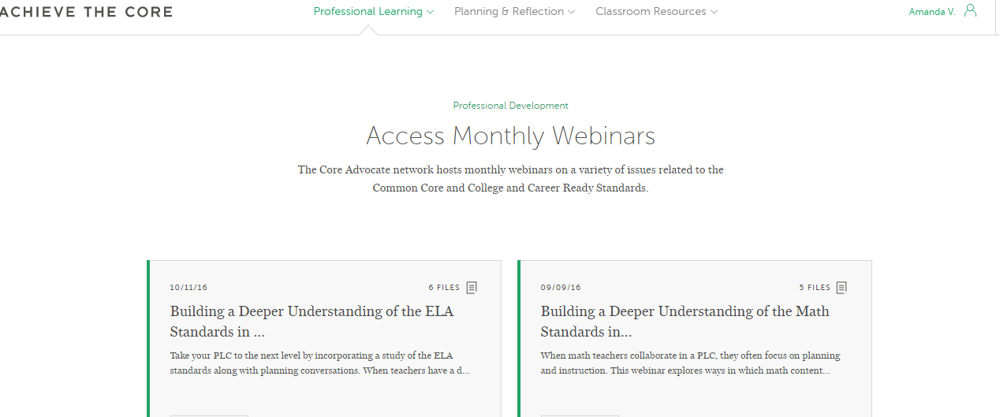 ACHIEVE THE CORE
Professional Learning Planning & Reflection Classroom Resources
Amanda V.
Professional Development
Access Monthly Webinars
The Core Advocate network hosts monthly webinars on a variety of issues related to the
Common Core and College and Career Ready Standards.
10/11/16 6 FILES
Building a Deeper Understanding of the ELA
Standards in ...
Take your PLC to the next level by incorporating a study of the ELA
standards along with planning conversations. When teachers have a d...
09/09/16 5 FILES
Building a Deeper Understanding of the Math
Standards in...
When math teachers collaborate in a PLC, they often focus on planning
and instruction. This webinar explores ways in which math content...